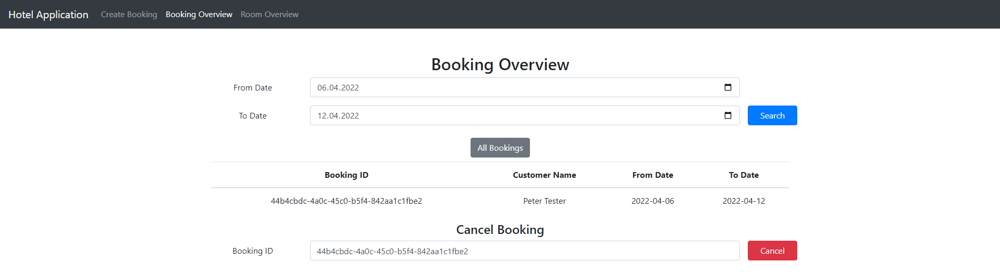 Hotel Application Create Booking Booking Overview Room Overview
Booking Overview
From Date 06.04.2022
To Date 12.04.2022 Search
All Bookings
Booking ID Customer Name From Date To Date
44b4cbdc-4a0c-45c0-b5f4-842aa1c1fbe2 Peter Tester 2022-04-06 2022-04-12
Cancel Booking
Booking ID 44b4cbdc-4a0c-45c0-b5f4-842aa1c1fbe2 Cancel